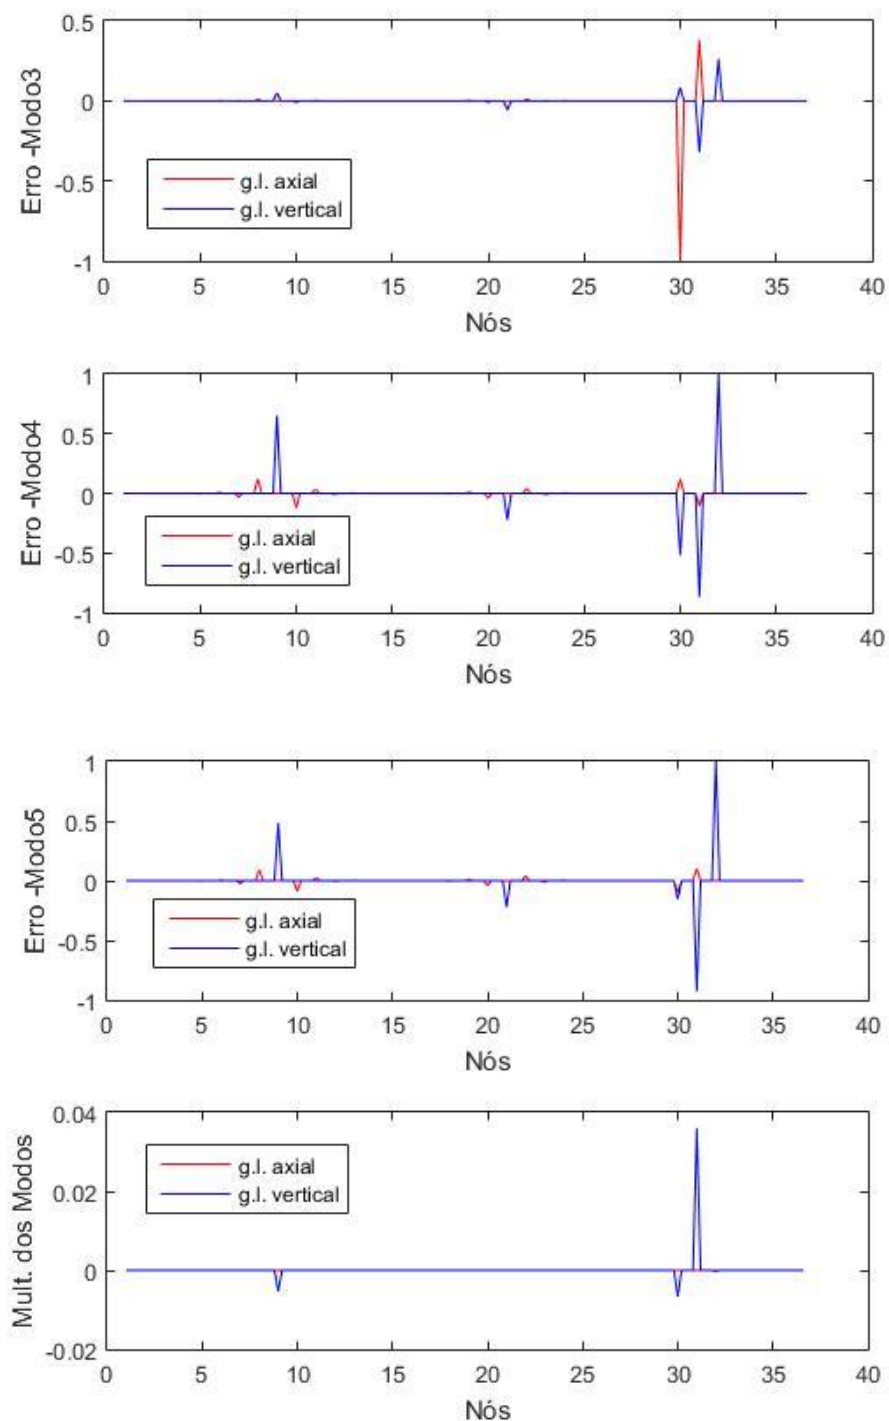 Erro -Modo3
0.5
0
-0.5
-1
g.l. axial
g.l. vertical
0 5 10 15 20 25 30 35 40
Nós
Erro -Modo4
1
0.5
0
-0.5
-1
g.l. axial
g.l. vertical
0 5 10 15 20 25 30 35 40
Nós
Erro -Modo5
1
0.5
0
-0.5
-1
g.l. axial
g.l. vertical
0 5 10 15 20 25 30 35 40
Nós
Mult. dos Modos
0.04
0.02
0
-0.02
g.l. axial
g.l. vertical
0 5 10 15 20 25 30 35 40
Nós